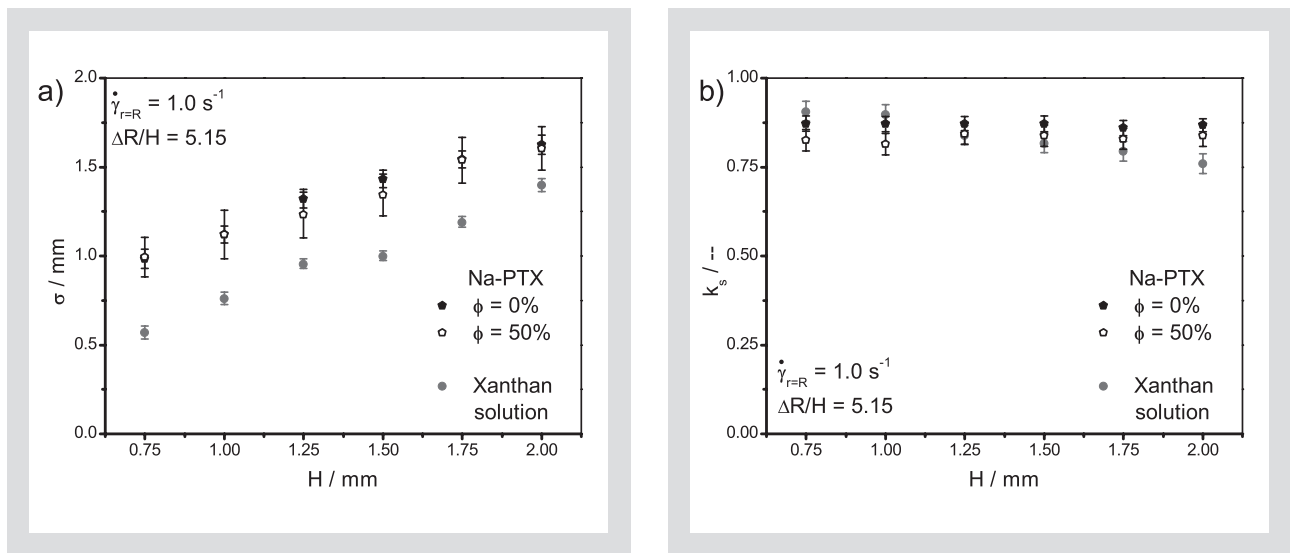 a)
γ̇r=R = 1.0 s-1
ΔR/H = 5.15
2.0
1.5
1.0
0.5
0.0
σ / mm
Na-PTX
ϕ = 0%
ϕ = 50%
Xanthan
solution
0.75 1.00 1.25 1.50 1.75 2.00
H / mm
b)
1.00
0.75
0.50
0.25
0.00
ks / --
Na-PTX
ϕ = 0%
ϕ = 50%
γ̇r=R = 1.0 s-1
ΔR/H = 5.15
Xanthan
solution
0.75 1.00 1.25 1.50 1.75 2.00
H / mm